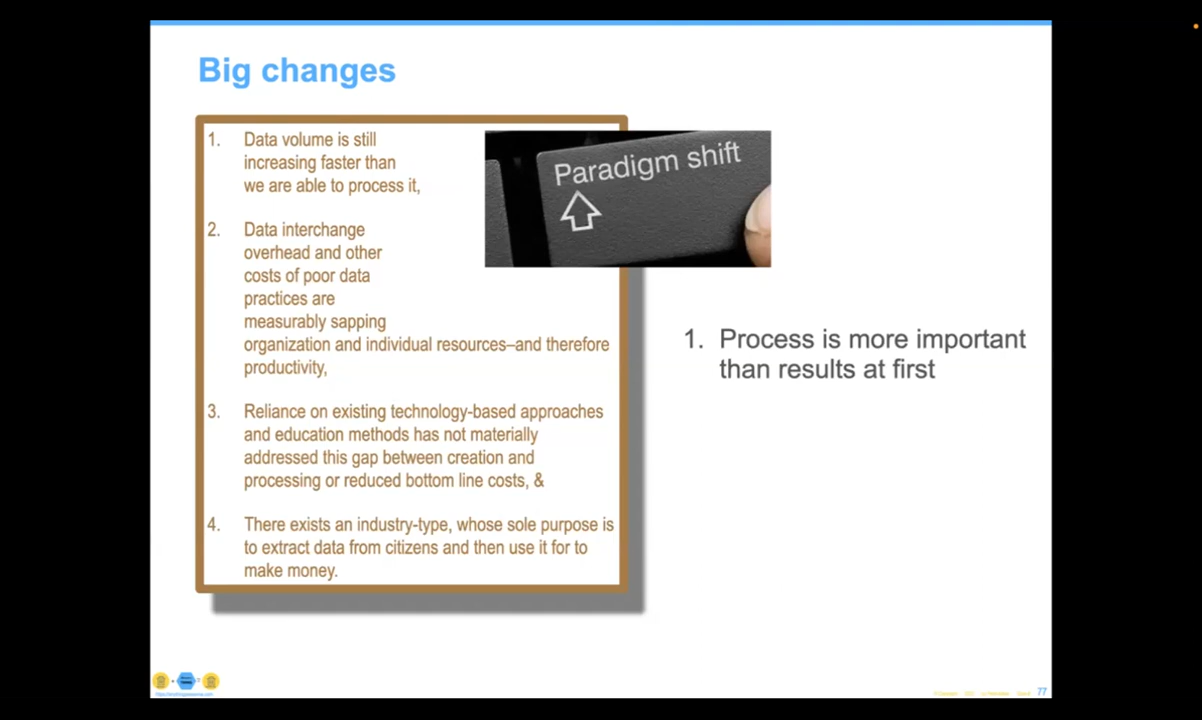 Big changes
1. Data volume is still
increasing faster than
we are able to process it,
2. Data interchange
overhead and other
costs of poor data
practices are
measurably sapping
organization and individual resources–and therefore
productivity,
3. Reliance on existing technology-based approaches
and education methods has not materially
addressed this gap between creation and
processing or reduced bottom line costs, &
4. There exists an industry-type, whose sole purpose is
to extract data from citizens and then use it for to
make money.
Paradigm shift
1. Process is more important
than results at first
77